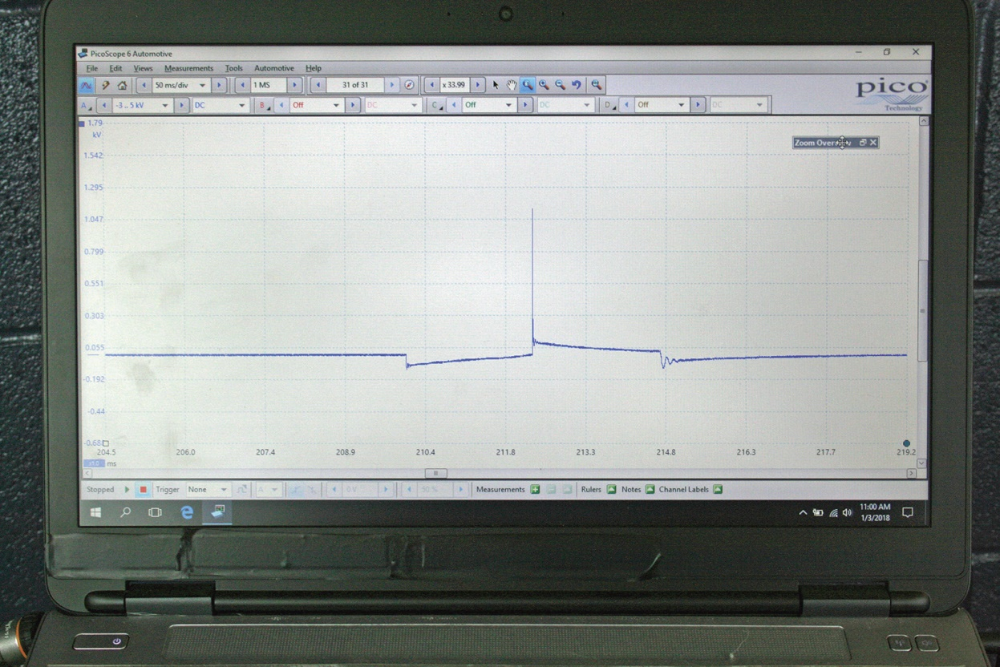 PicoScope 6 Automotive
File Edit Views Measurements Tools Automotive Help
50 ms/div 1 MS 31 of 31 x 33.99
pico
Technology
A -3 .. 5 kV DC B Off DC C Off DC D Off DC
1.79
kV
Zoom Over
1.542
1.295
1.047
0.799
0.551
0.303
0.055
-0.192
-0.44
-0.688
204.5 206.0 207.4 208.9 210.4 211.8 213.3 214.8 216.3 217.7 219.2
x1.0 ms
Stopped Trigger None A 0 V 50 % Measurements Rulers Notes Channel Labels
11:00 AM
1/3/2018